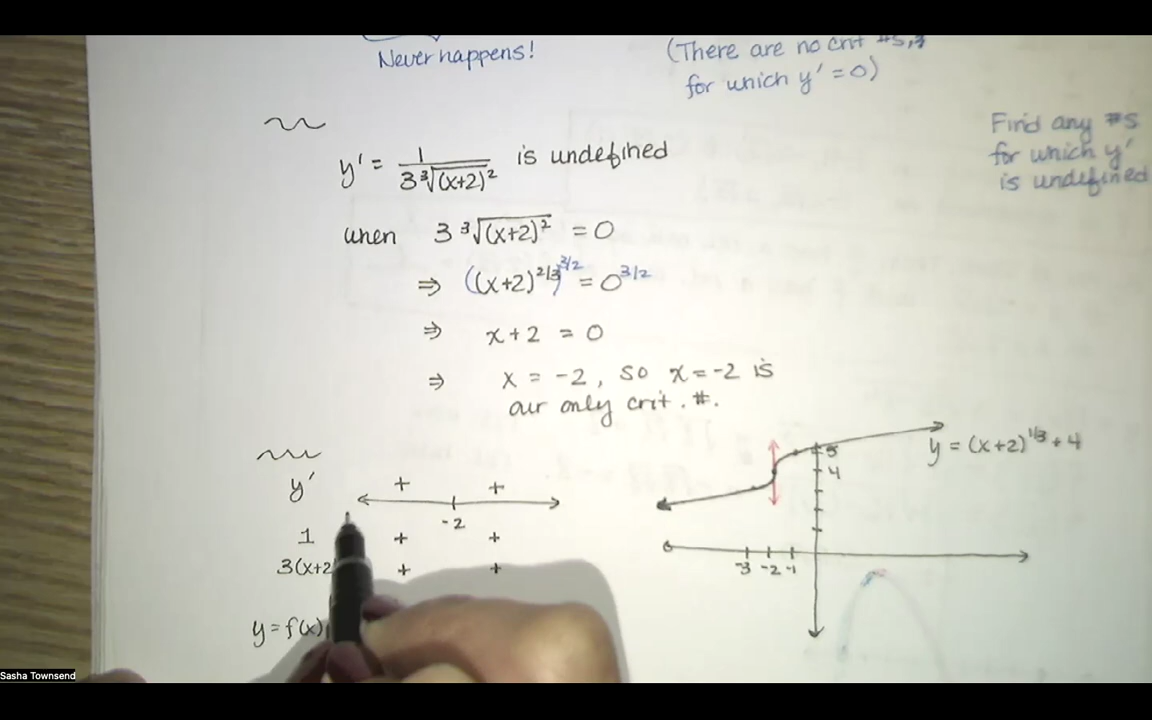 Never happens!
(There are no crit #s,
for which y' = 0)
Find any #s
for which y'
is undefined
y' = 1/(3∛(x+2)²) is undefined
when 3∛(x+2)² = 0
⇒ ((x+2)^2/3)^3/2 = 0^3/2
⇒ x+2 = 0
⇒ x = -2, so x = -2 is
our only crit. #.
y = (x+2)^1/3 + 4
5
4
-3 -2 -1
y' + +
-2
1 + +
3(x+2 + +
y = f(x)
Sasha Townsend